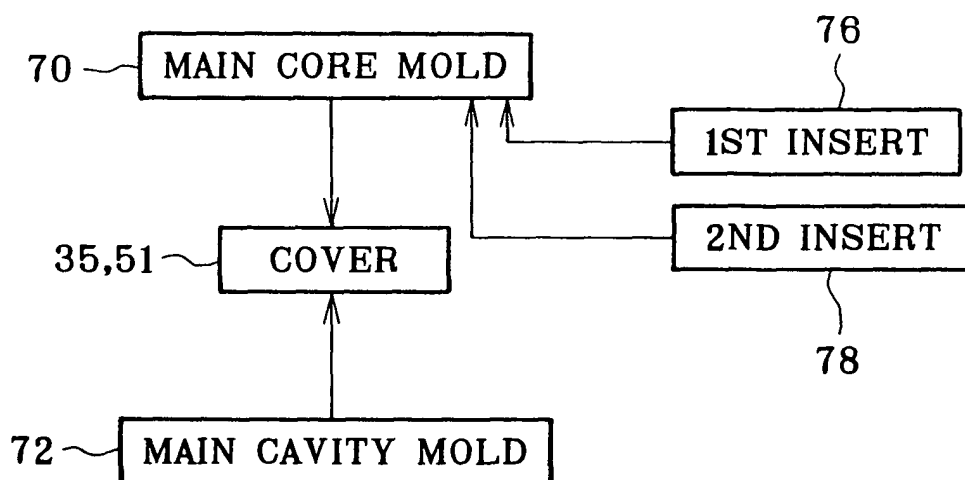 76
70
MAIN CORE MOLD
1ST INSERT
2ND INSERT
35,51
COVER
78
72
MAIN CAVITY MOLD